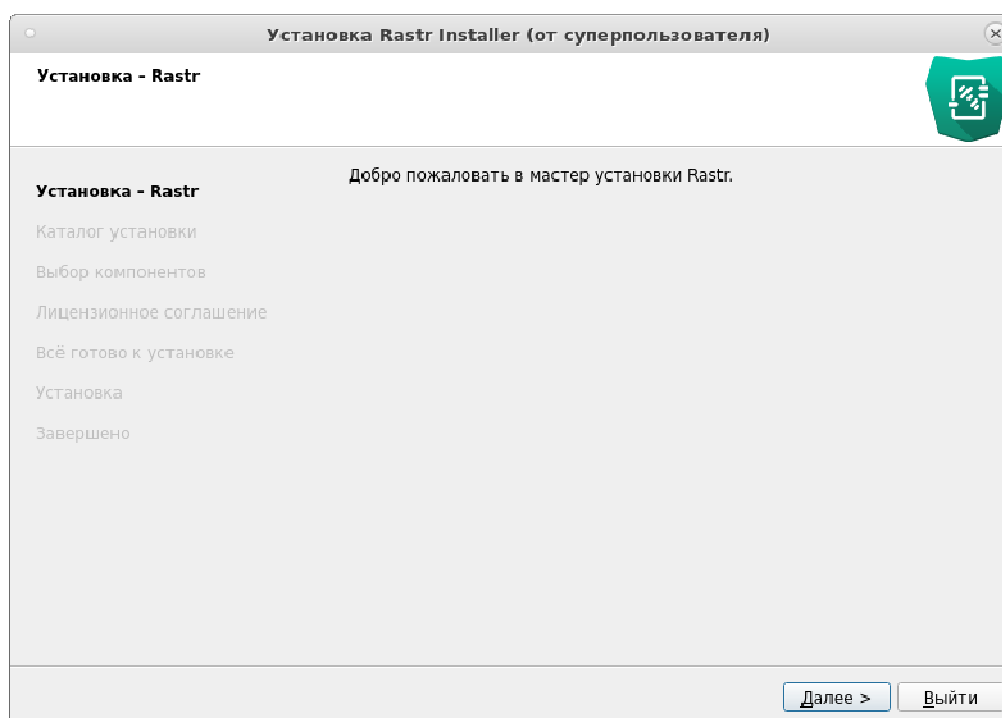 Установка Rastr Installer (от суперпользователя)
Установка – Rastr
Установка – Rastr
Добро пожаловать в мастер установки Rastr.
Каталог установки
Выбор компонентов
Лицензионное соглашение
Всё готово к установке
Установка
Завершено
Далее >
Выйти